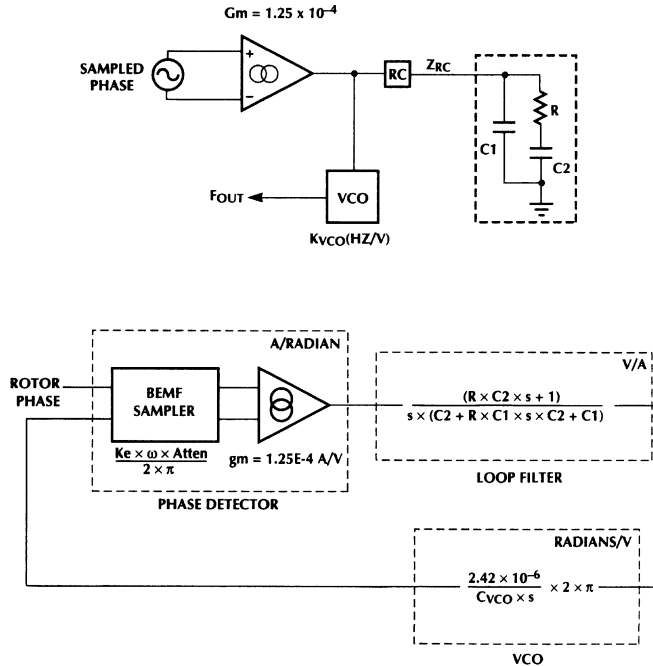 Gm = 1.25 x 10⁻⁴
SAMPLED
PHASE
+
−
RC
ZRC
R
C1
C2
FOUT
VCO
KVCO(HZ/V)
A/RADIAN
V/A
ROTOR
PHASE
BEMF
SAMPLER
Ke × ω × Atten
2 × π
gm = 1.25E-4 A/V
PHASE DETECTOR
(R × C2 × s + 1)
s × (C2 + R × C1 × s × C2 + C1)
LOOP FILTER
RADIANS/V
2.42 × 10⁻⁶
CVCO × s
× 2 × π
VCO